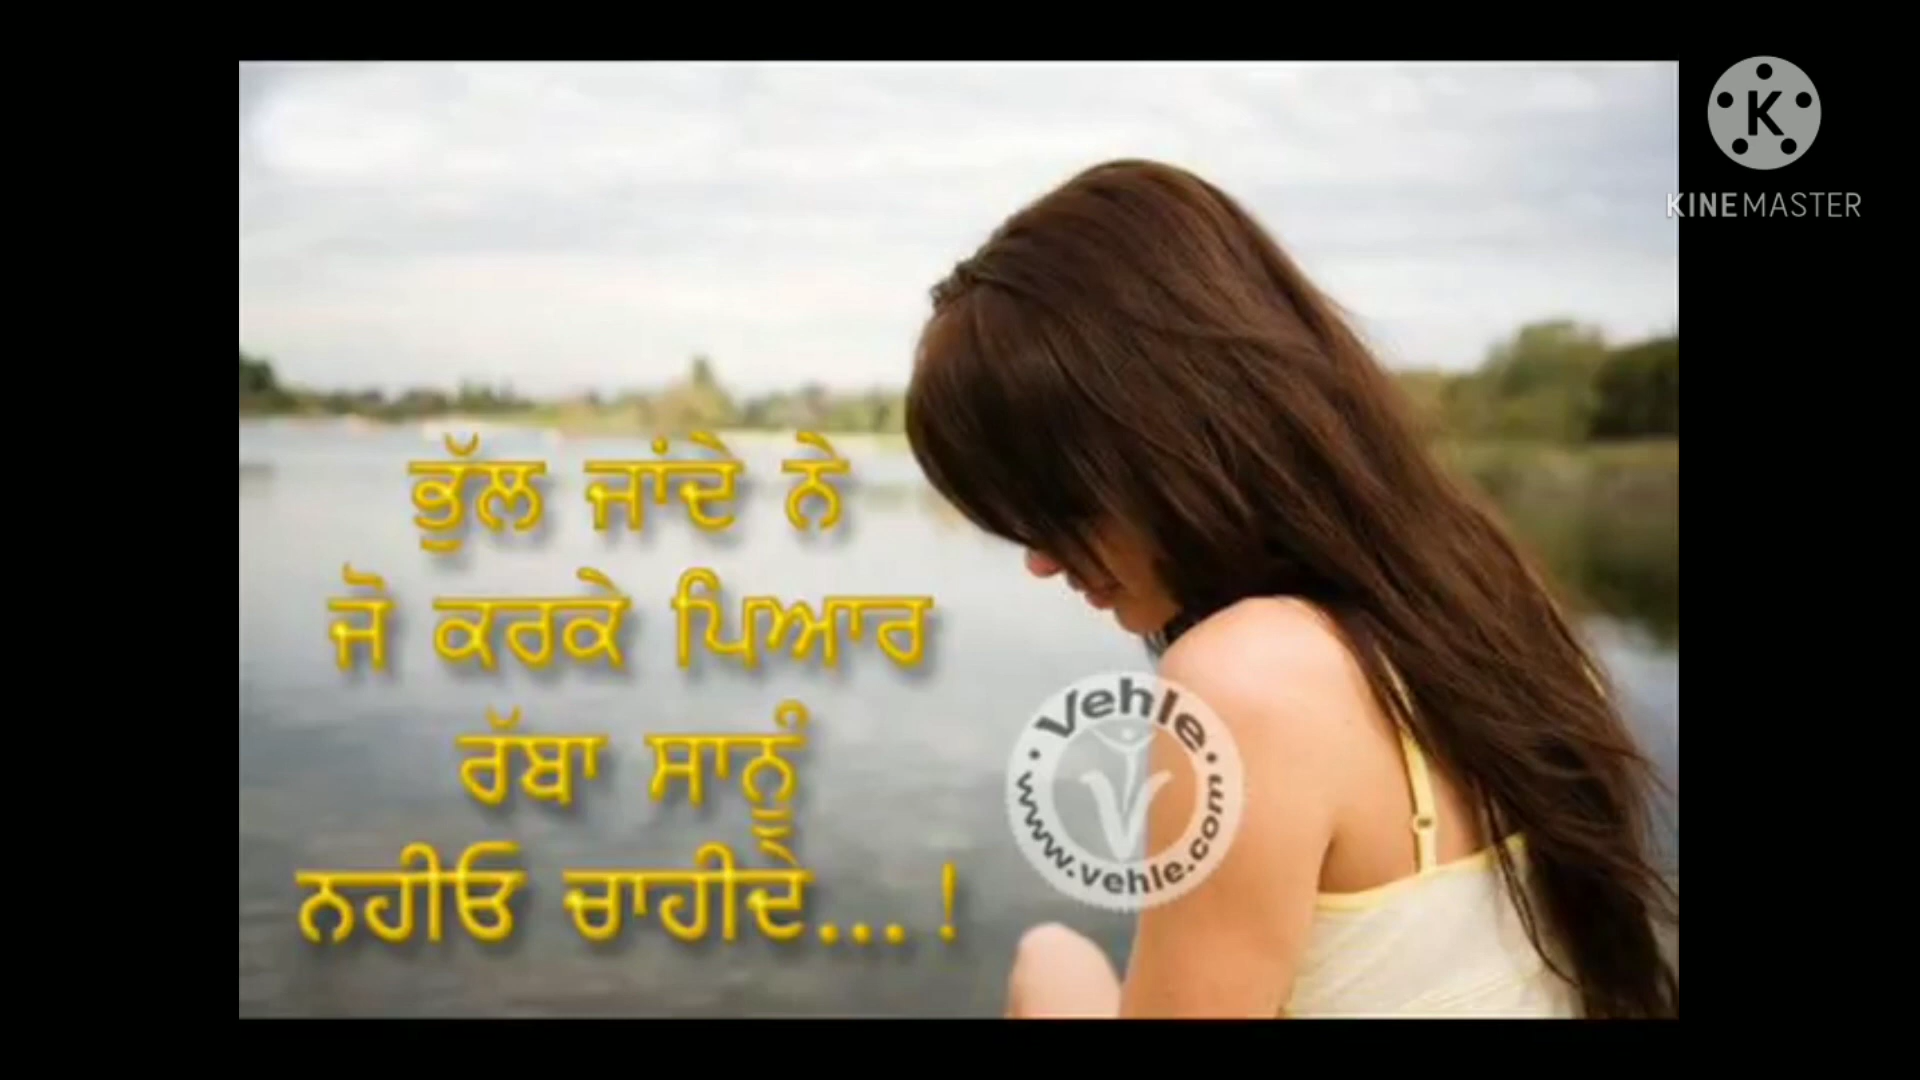 KINEMASTER
ਭੁੱਲ ਜਾਂਦੇ ਨੇ
ਜੋ ਕਰਕੇ ਪਿਆਰ
ਰੱਬਾ ਸਾਨੂੰ
ਨਹੀਓ ਚਾਹੀਦੇ...!
Vehle
www.vehle.com